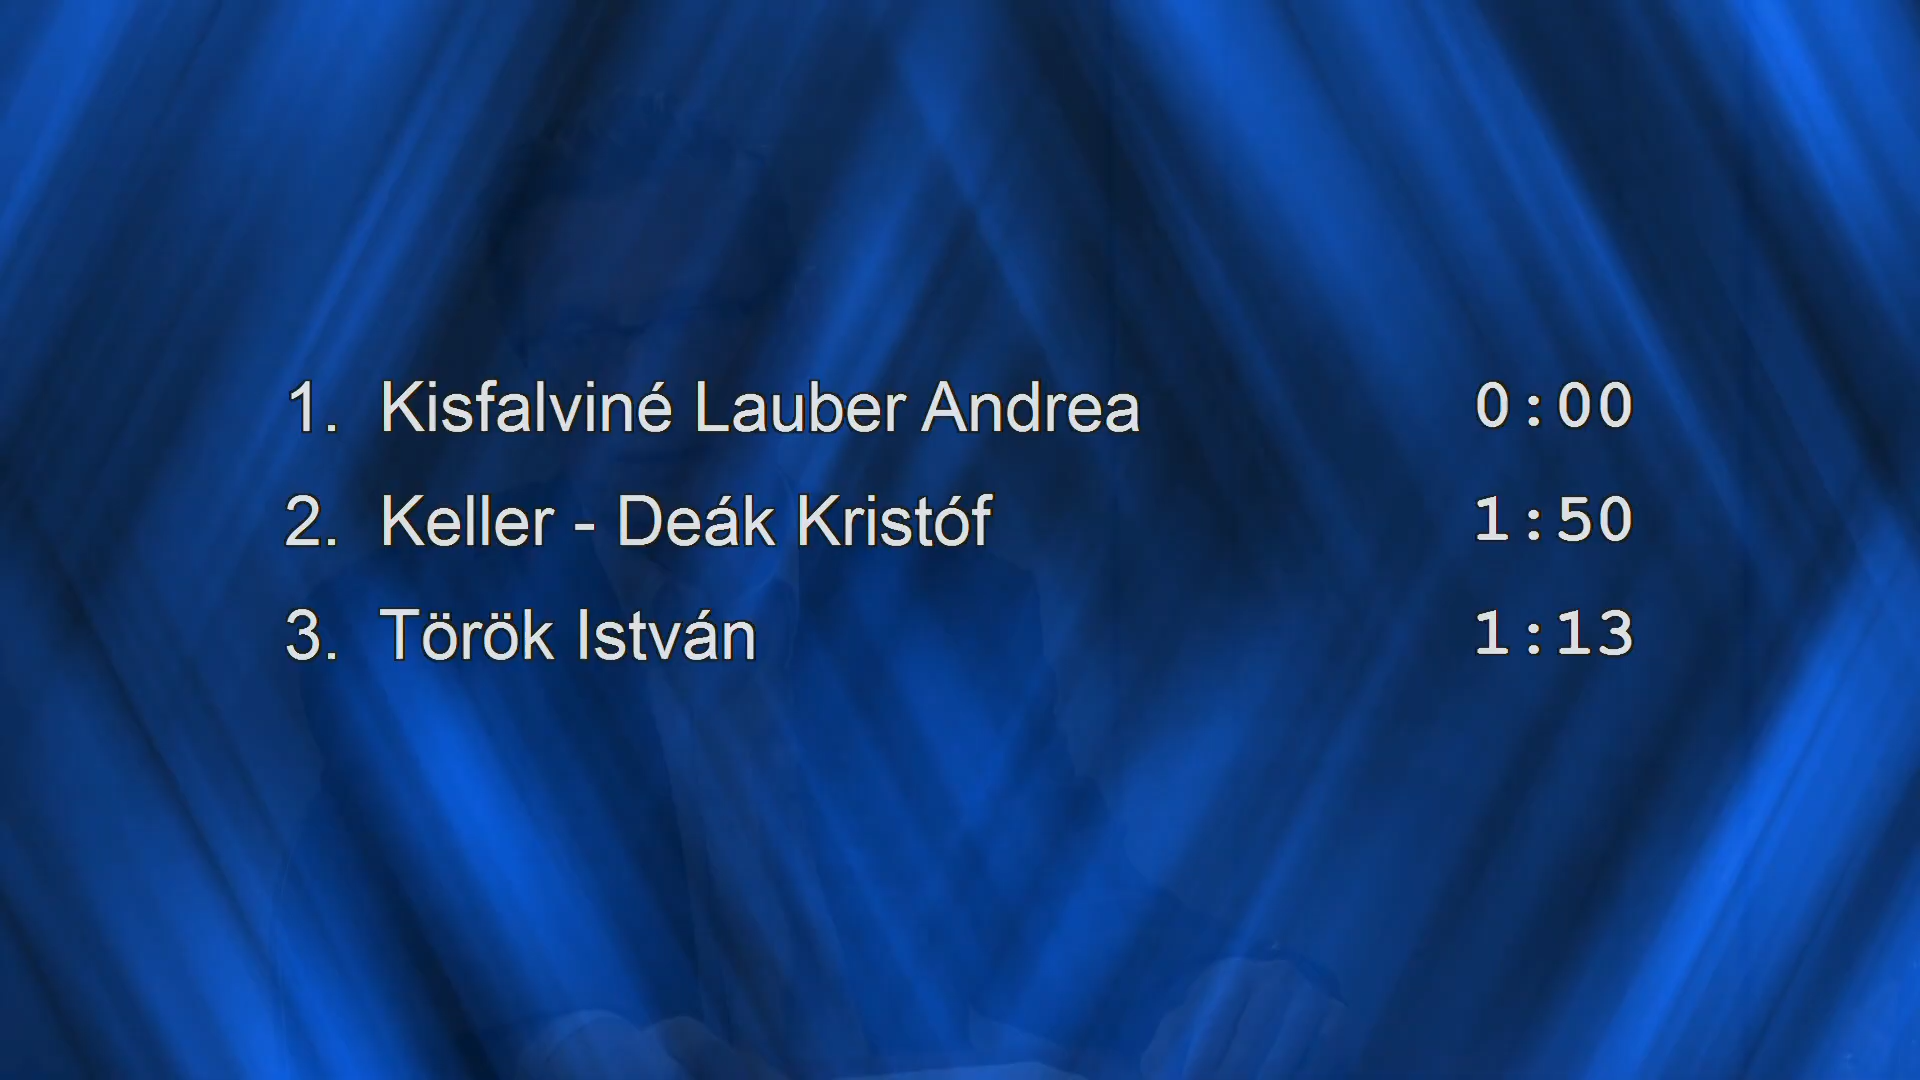 1. Kisfalviné Lauber Andrea 0:00
2. Keller - Deák Kristóf 1:50
3. Török István 1:13